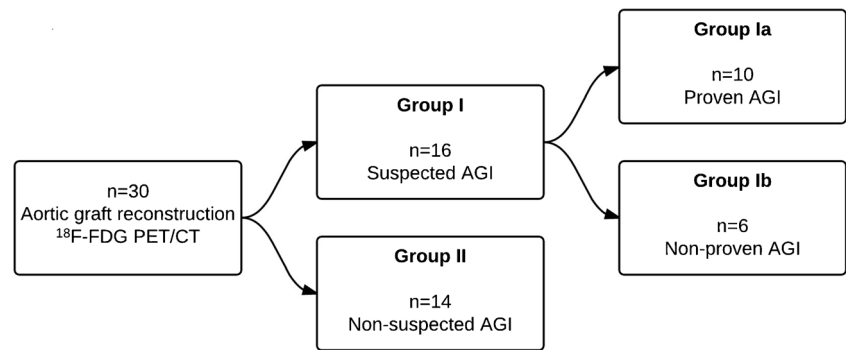 n=30
Aortic graft reconstruction
¹⁸F-FDG PET/CT
Group I
n=16
Suspected AGI
Group II
n=14
Non-suspected AGI
Group Ia
n=10
Proven AGI
Group Ib
n=6
Non-proven AGI